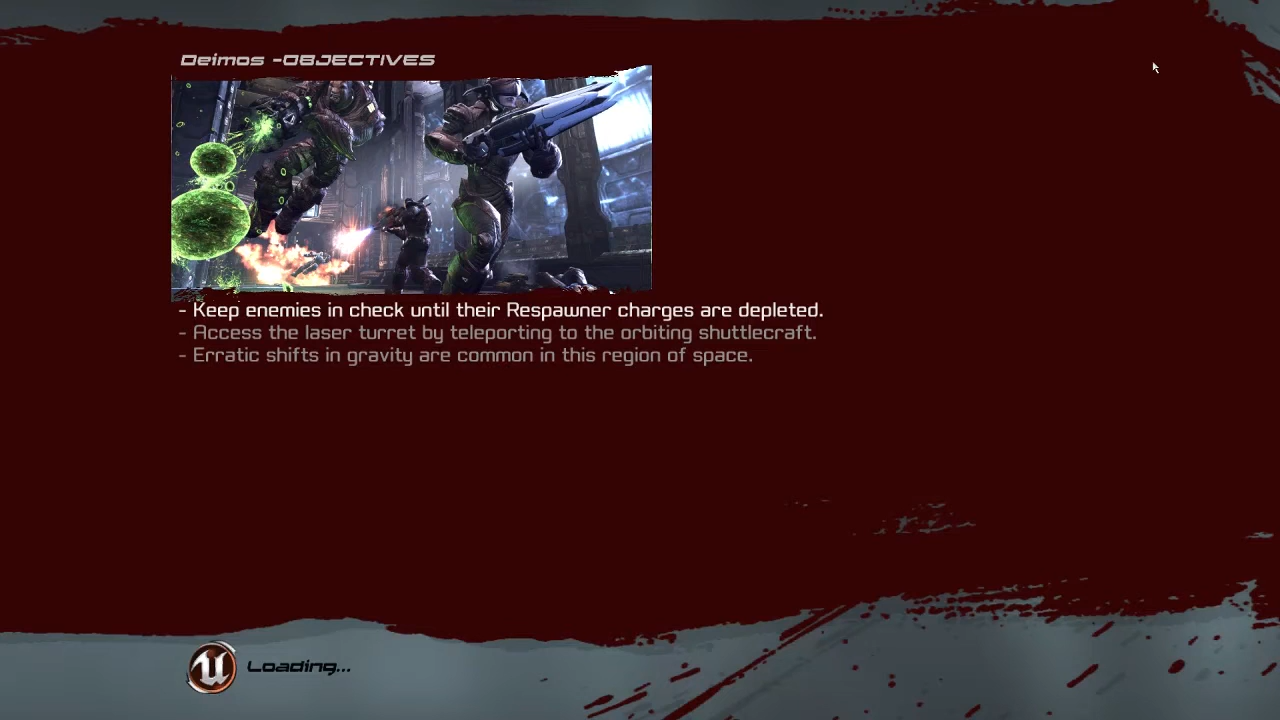 Deimos -OBJECTIVES
- Keep enemies in check until their Respawner charges are depleted.
- Access the laser turret by teleporting to the orbiting shuttlecraft.
- Erratic shifts in gravity are common in this region of space.
Loading...